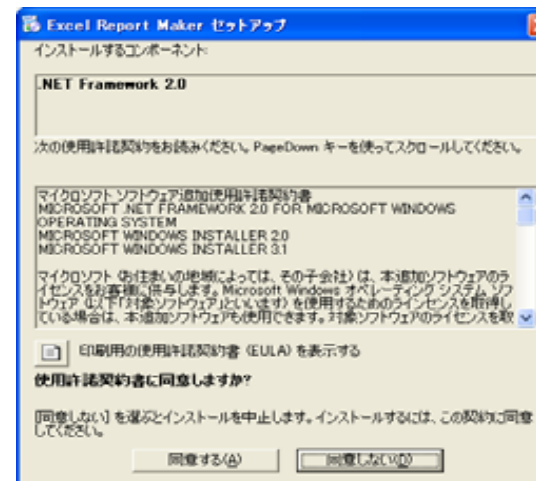 Excel Report Maker セットアップ
インストールするコンポーネント:
.NET Framework 2.0
次の使用許諾契約をお読みください。PageDown キーを使ってスクロールしてください。
マイクロソフト ソフトウェア追加使用許諾契約書
MICROSOFT .NET FRAMEWORK 2.0 FOR MICROSOFT WINDOWS
OPERATING SYSTEM
MICROSOFT WINDOWS INSTALLER 2.0
MICROSOFT WINDOWS INSTALLER 3.1
マイクロソフト (お住まいの地域によっては、その子会社) は、本追加ソフトウェアのラ
イセンスをお客様に供与します。Microsoft Windows オペレーティング システム ソフ
トウェア (以下「対象ソフトウェア」といいます) を使用するためのライセンスを取得し
ている場合は、本追加ソフトウェアも使用できます。対象ソフトウェアのライセンスを取
印刷用の使用許諾契約書 (EULA) を表示する
使用許諾契約書に同意しますか?
[同意しない] を選ぶとインストールを中止します。インストールするには、この契約に同意
してください。
同意する(A)
同意しない(D)